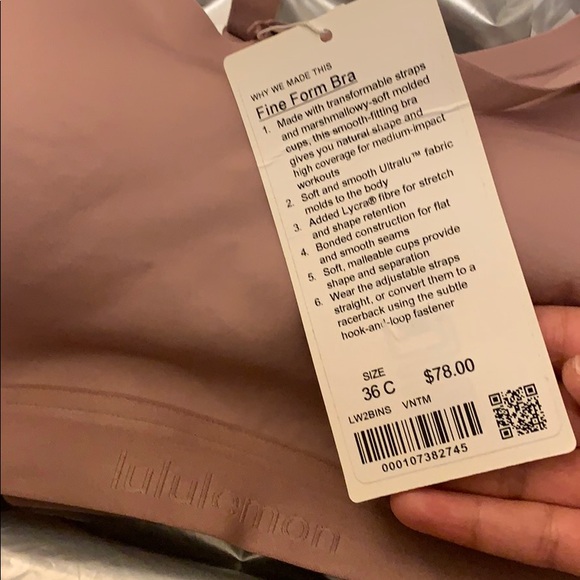 WHY WE MADE THIS
Fine Form Bra
1. Made with transformable straps
and marshmallowy-soft molded
cups, this smooth-fitting bra
gives you natural shape and
high coverage for medium-impact
workouts
2. Soft and smooth Ultralu™ fabric
molds to the body
3. Added Lycra® fibre for stretch
and shape retention
4. Bonded construction for flat
and smooth seams
5. Soft, malleable cups provide
shape and separation
6. Wear the adjustable straps
straight, or convert them to a
racerback using the subtle
hook-and-loop fastener
SIZE
36 C $78.00
LW2BINS VNTM
000107382745
lululemon